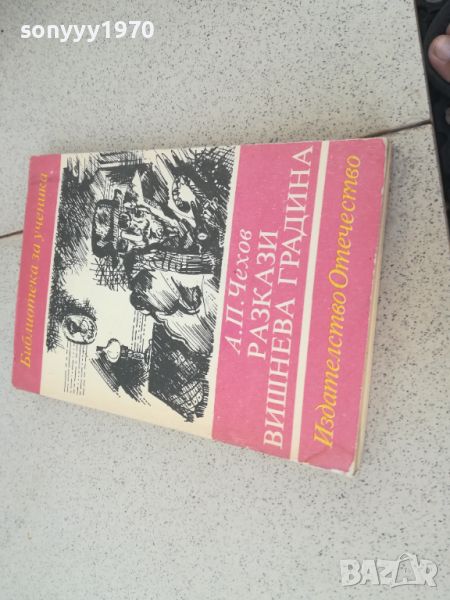 sonyyy1970
Библиотека за ученика
А.П.Чехов
РАЗКАЗИ
ВИШНЕВА ГРАДИНА
Издателство Отечество
BAZAR